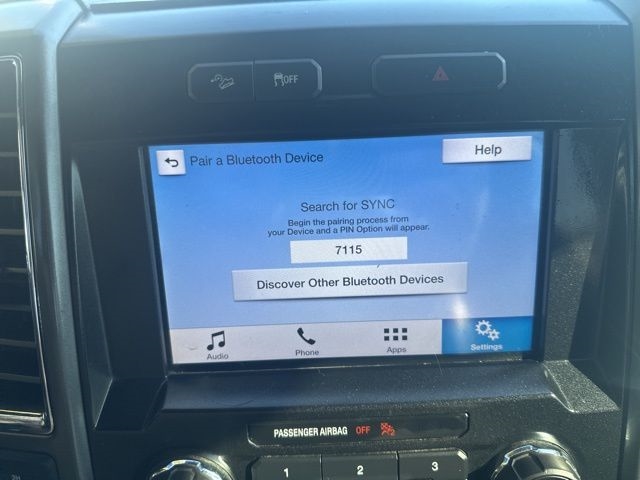 OFF
Pair a Bluetooth Device
Help
Search for SYNC
Begin the pairing process from
your Device and a PIN Option will appear.
7115
Discover Other Bluetooth Devices
Audio
Phone
Apps
Settings
PASSENGER AIRBAG OFF
1 2 3